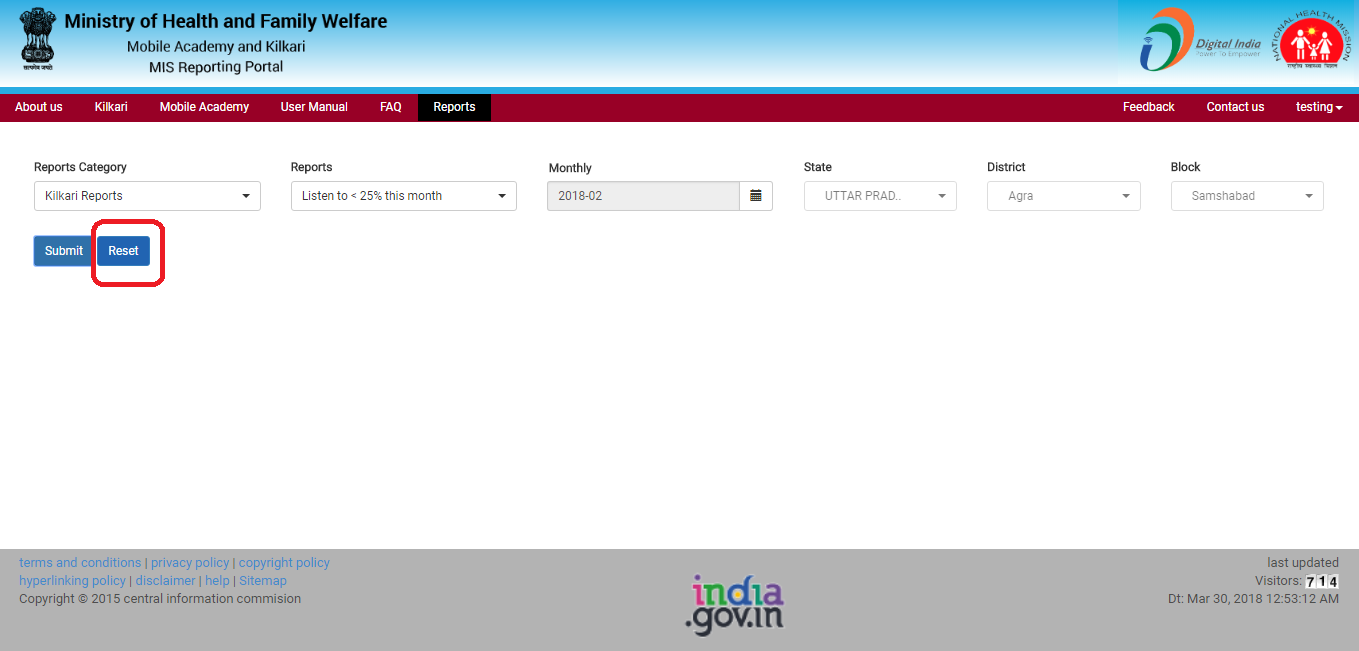 Ministry of Health and Family Welfare
Mobile Academy and Kilkari
MIS Reporting Portal
सत्यमेव जयते
Digital India
Power To Empower
NATIONAL HEALTH MISSION
राष्ट्रीय स्वास्थ्य मिशन
About us Kilkari Mobile Academy User Manual FAQ Reports Feedback Contact us testing
Reports Category Reports Monthly State District Block
Kilkari Reports Listen to < 25% this month 2018-02 UTTAR PRAD.. Agra Samshabad
Submit Reset
terms and conditions | privacy policy | copyright policy
hyperlinking policy | disclaimer | help | Sitemap
Copyright © 2015 central information commision
india
.gov.in
last updated
Visitors: 714
Dt: Mar 30, 2018 12:53:12 AM